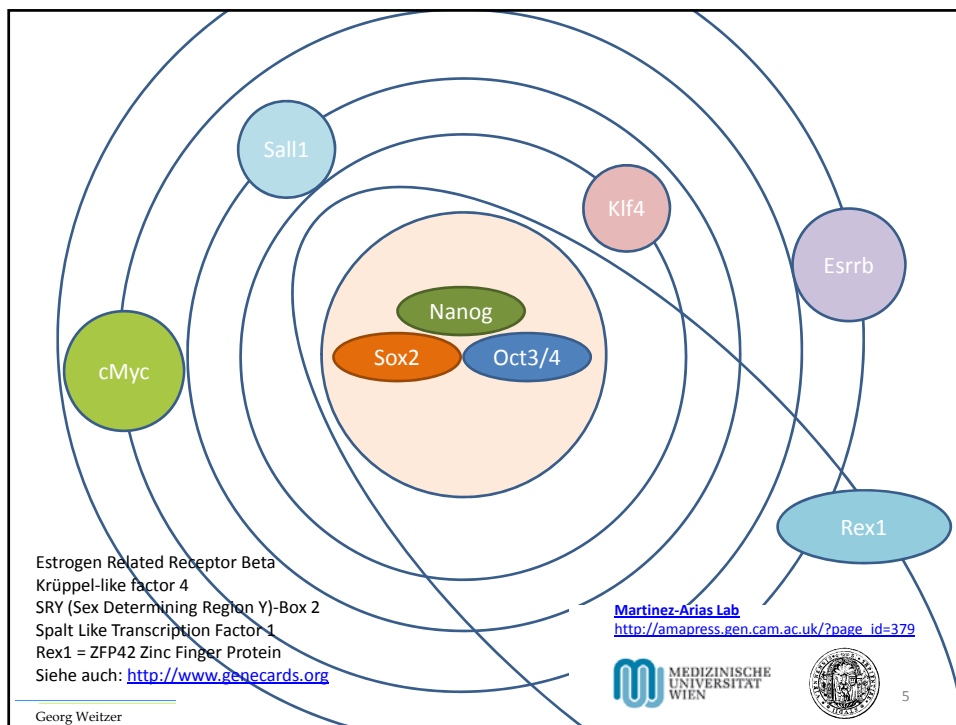 Sall1
Klf4
Esrrb
Nanog
Sox2
Oct3/4
cMyc
Rex1
Estrogen Related Receptor Beta
Krüppel-like factor 4
SRY (Sex Determining Region Y)-Box 2
Spalt Like Transcription Factor 1
Rex1 = ZFP42 Zinc Finger Protein
Siehe auch: http://www.genecards.org
Georg Weitzer
Martinez-Arias Lab
http://amapress.gen.cam.ac.uk/?page_id=379
MEDIZINISCHE
UNIVERSITÄT
WIEN
5